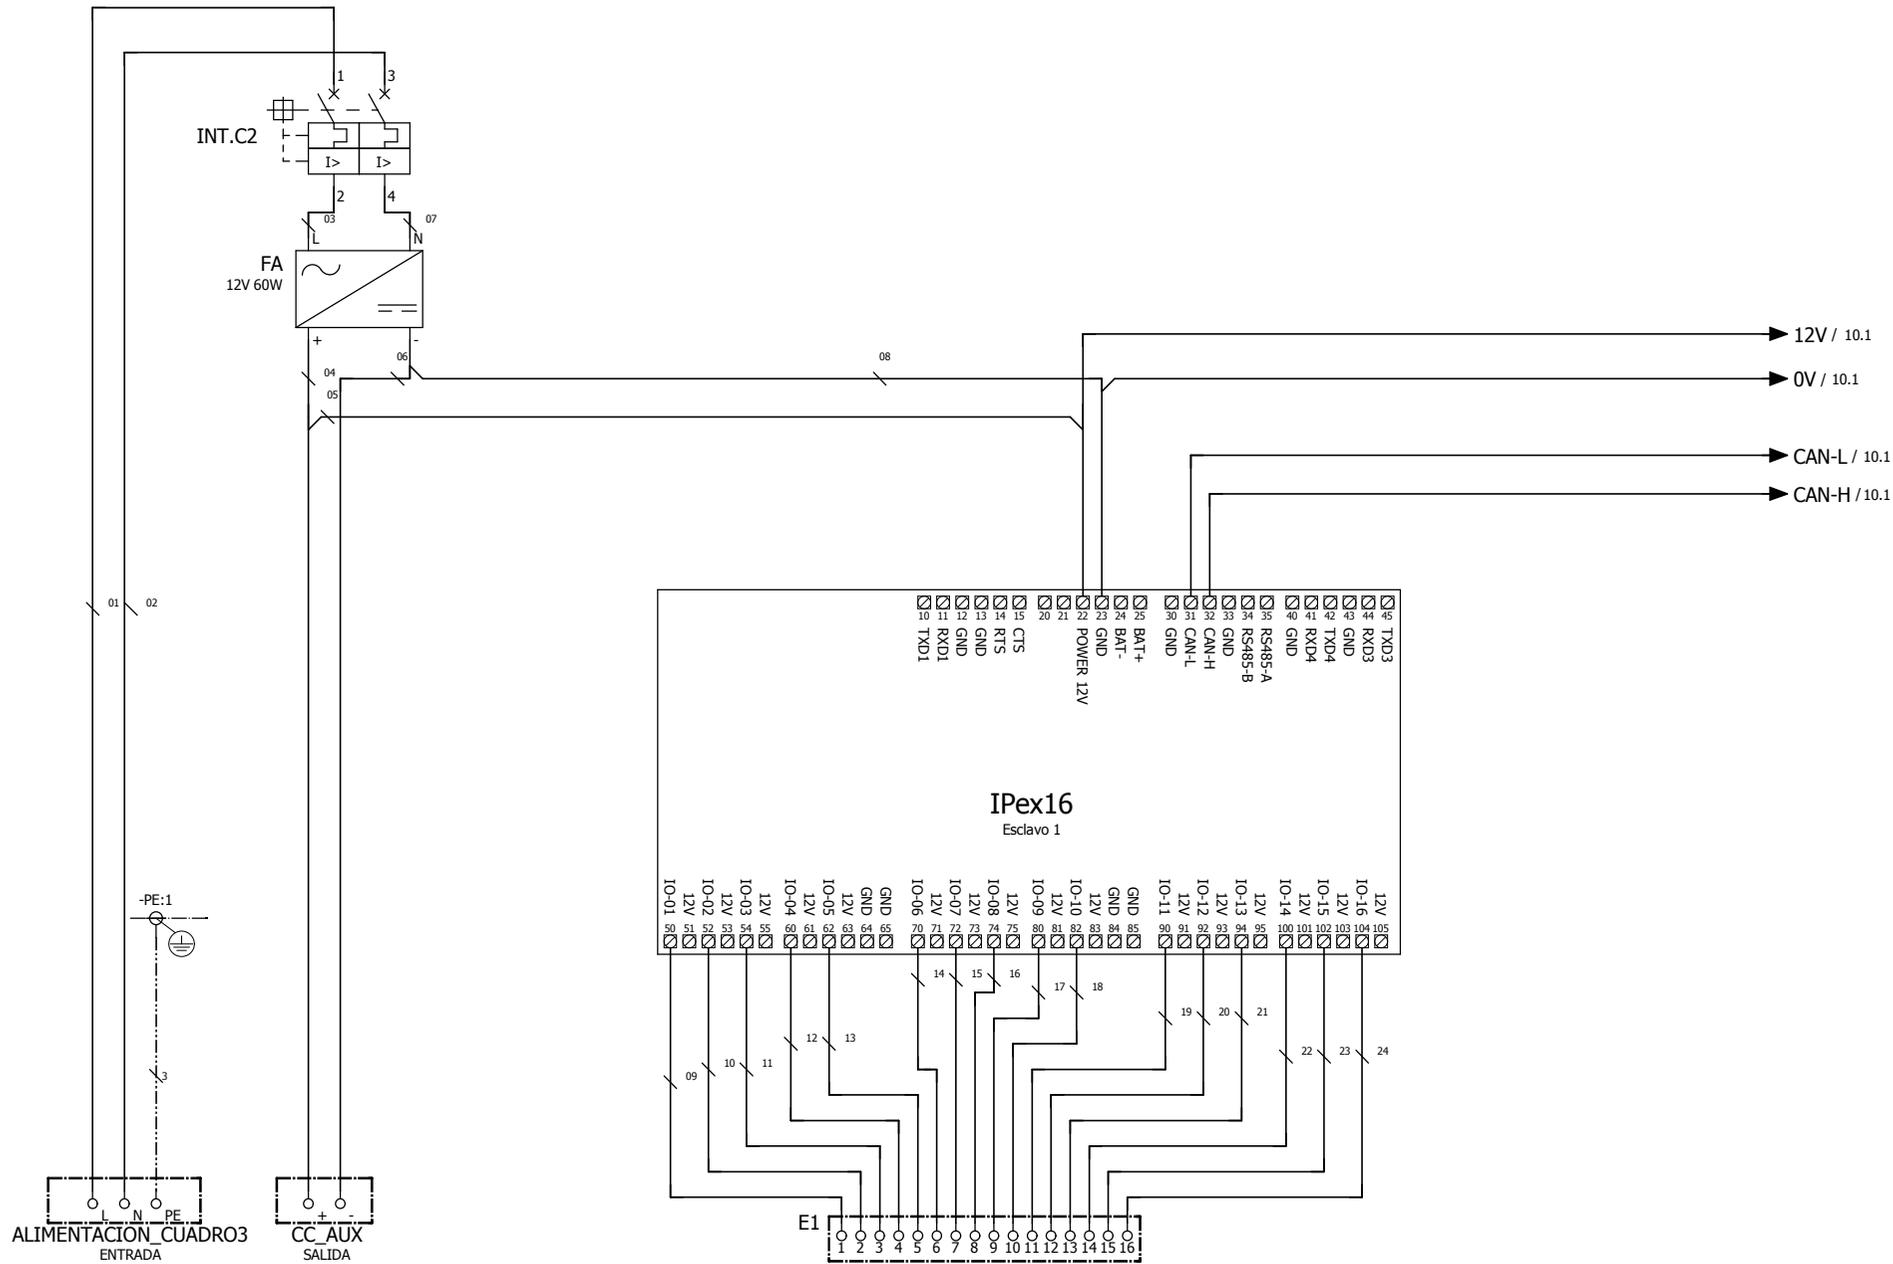 1 3
INT.C2
I> I>
2 4
03 07
L N
FA
12V 60W
+ -
12V / 10.1
06 08
04
0V / 10.1
05
CAN-L / 10.1
CAN-H / 10.1
01 02
10 11 12 13 14 15 20 21 22 23 24 25 30 31 32 33 34 35 40 41 42 43 44 45
TXD1 RXD1 GND GND RTS CTS POWER 12V GND BAT- BAT+ GND CAN-L CAN-H GND RS485-B RS485-A GND RXD4 TXD4 GND RXD3 TXD3
IPex16
Esclavo 1
IO-01 12V IO-02 12V IO-03 12V IO-04 12V IO-05 12V GND GND IO-06 12V IO-07 12V IO-08 12V IO-09 12V IO-10 12V GND GND IO-11 12V IO-12 12V IO-13 12V IO-14 12V IO-15 12V IO-16 12V
50 51 52 53 54 55 60 61 62 63 64 65 70 71 72 73 74 75 80 81 82 83 84 85 90 91 92 93 94 95 100 101 102 103 104 105
-PE:1
14 15 16 17 18
19 20 21
12 13 22 23 24
09 10 11
3
L N PE
ALIMENTACION_CUADRO3
ENTRADA
+ -
CC_AUX
SALIDA
E1
1 2 3 4 5 6 7 8 9 10 11 12 13 14 15 16